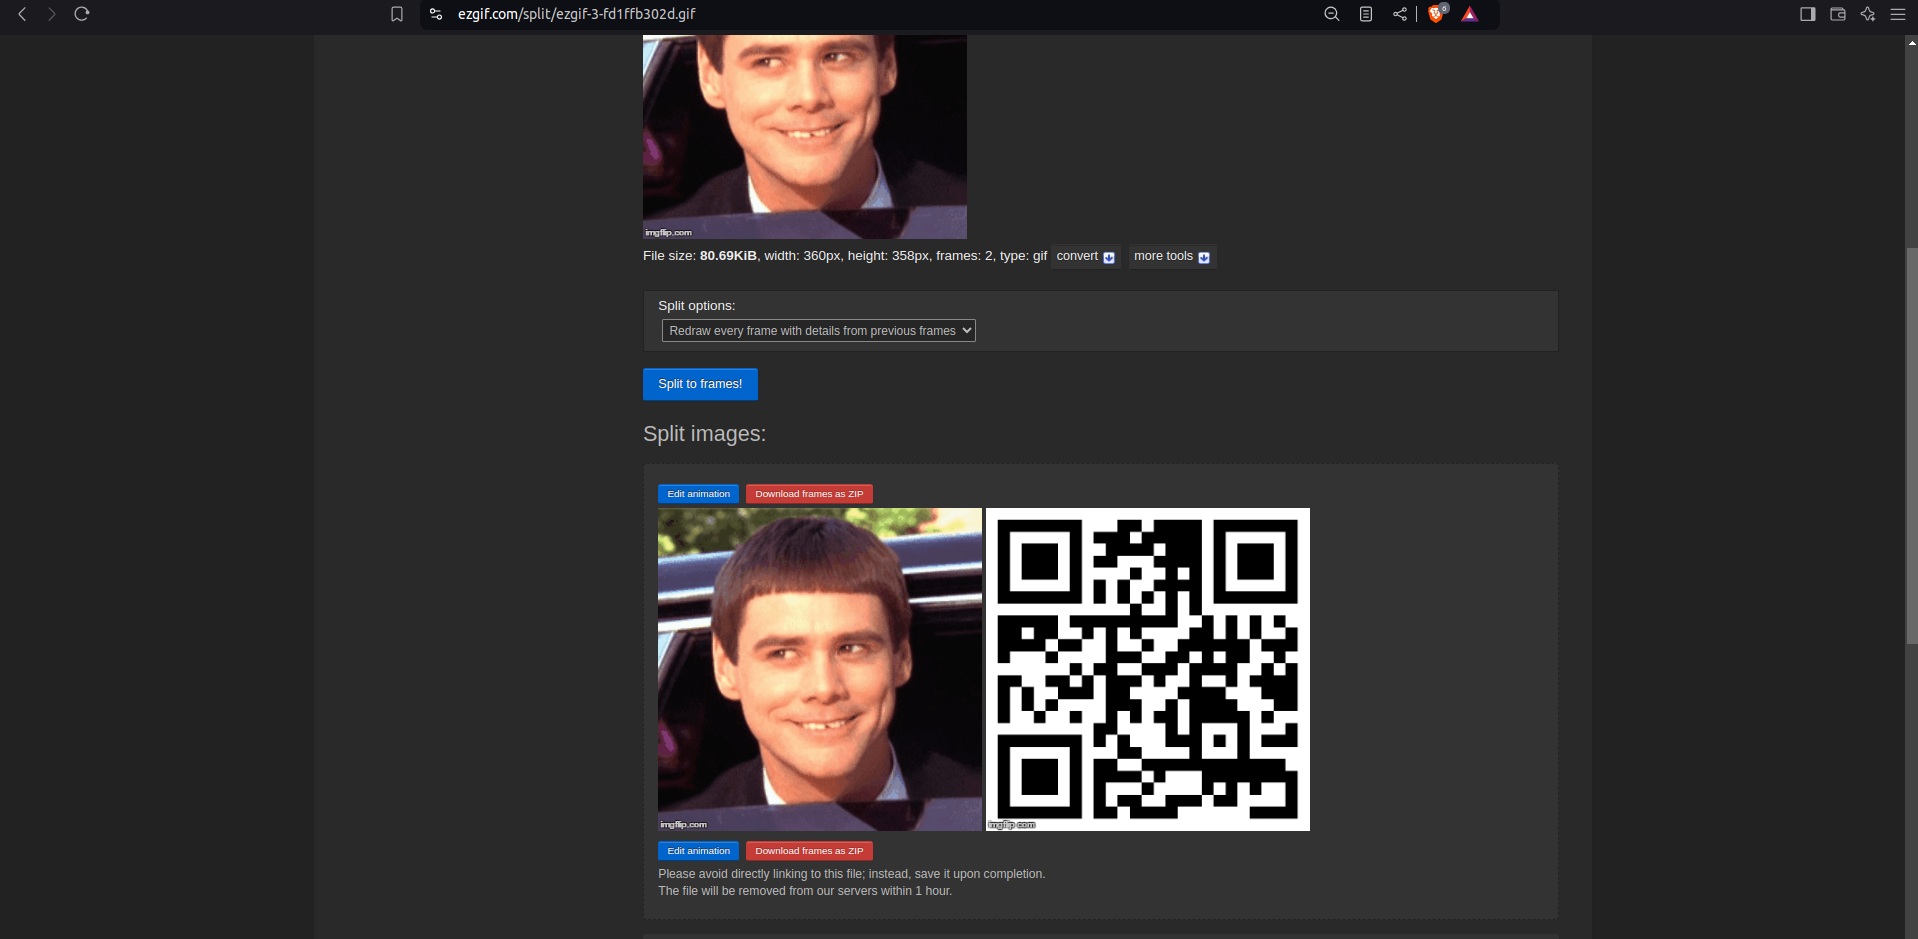 ezgif.com/split/ezgif-3-fd1ffb302d.gif
6
imgflip.com
File size: 80.69KiB, width: 360px, height: 358px, frames: 2, type: gif convert more tools
Split options:
Redraw every frame with details from previous frames
Split to frames!
Split images:
Edit animation Download frames as ZIP
imgflip.com imgflip.com
Edit animation Download frames as ZIP
Please avoid directly linking to this file; instead, save it upon completion.
The file will be removed from our servers within 1 hour.